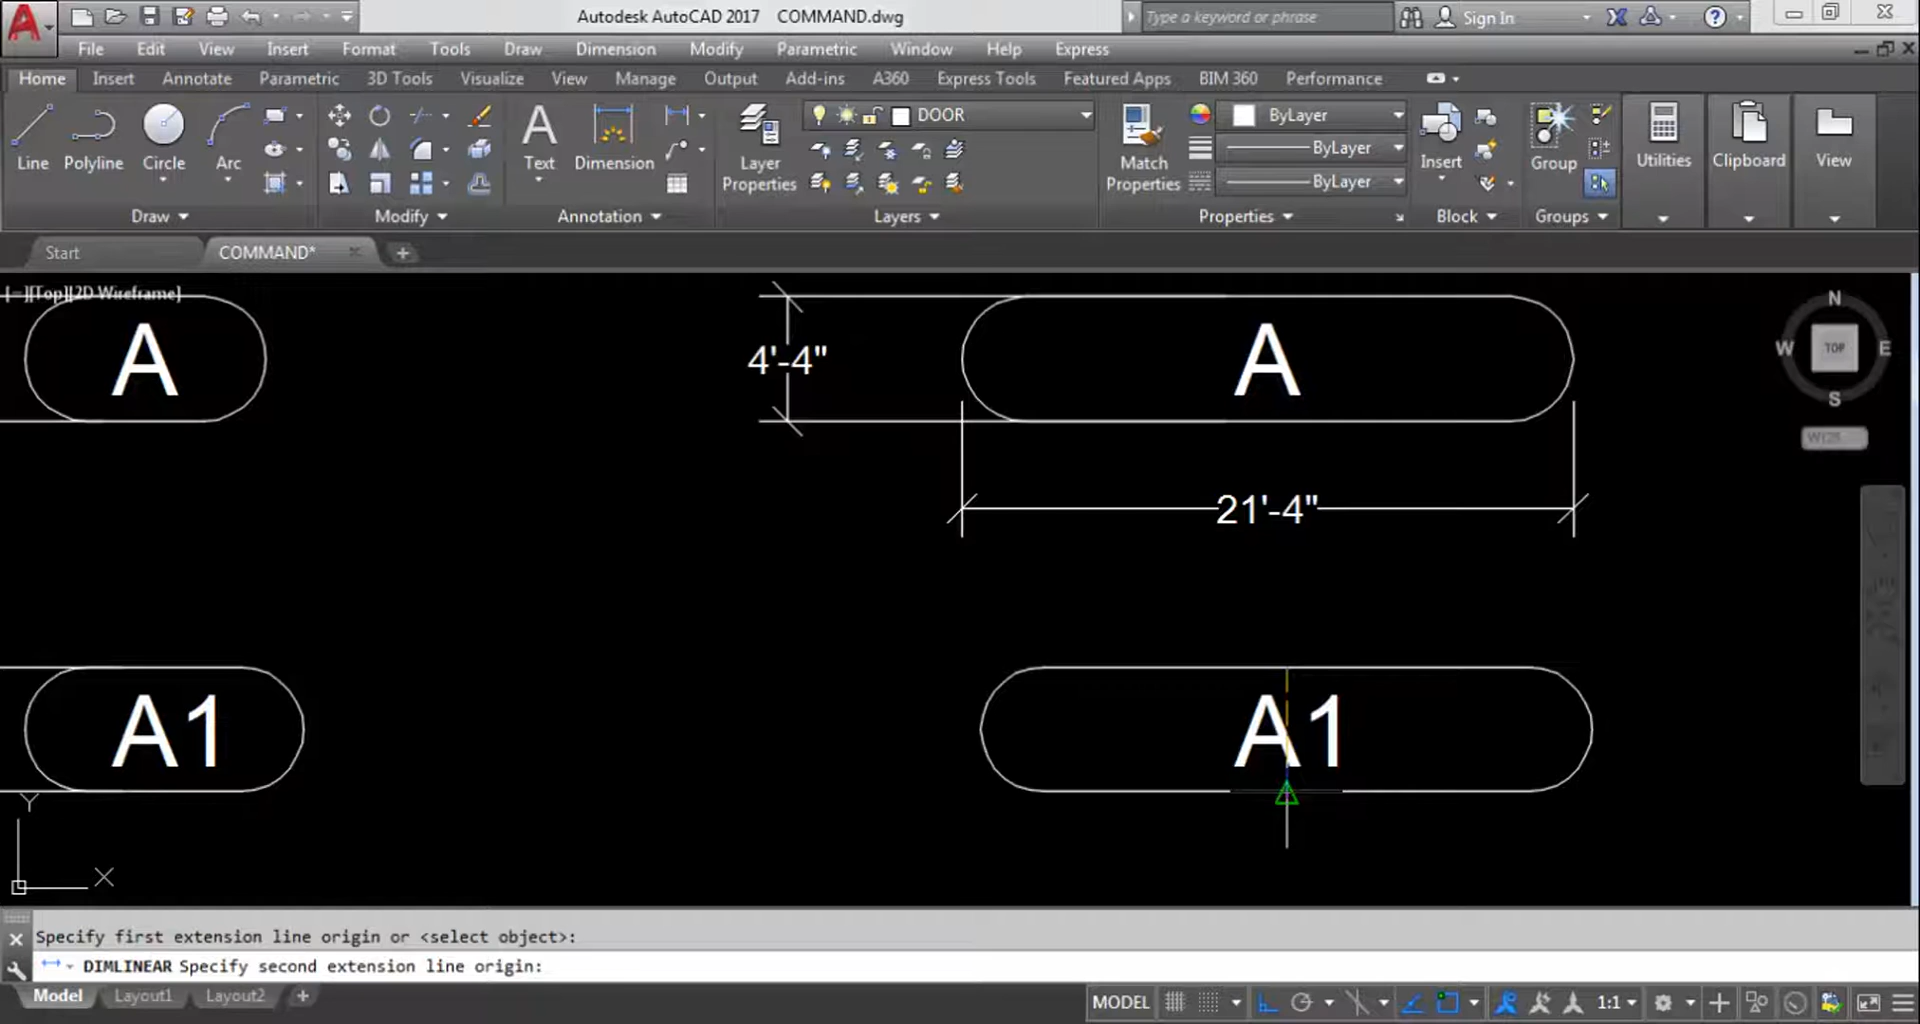 Autodesk AutoCAD 2017 COMMAND.dwg
Type a keyword or phrase
Sign In
File Edit View Insert Format Tools Draw Dimension Modify Parametric Window Help Express
Home Insert Annotate Parametric 3D Tools Visualize View Manage Output Add-ins A360 Express Tools Featured Apps BIM 360 Performance
DOOR
ByLayer
ByLayer
ByLayer
Line Polyline Circle Arc
Text Dimension
Layer Properties
Match Properties
Insert
Group
Utilities Clipboard View
Draw Modify Annotation Layers Properties Block Groups
Start COMMAND*
[−][Top][2D Wireframe]
A
4'-4"
A
N
W TOP E
S
21'-4"
A1
A1
Y
X
Specify first extension line origin or <select object>:
DIMLINEAR Specify second extension line origin:
Model Layout1 Layout2
MODEL 1:1